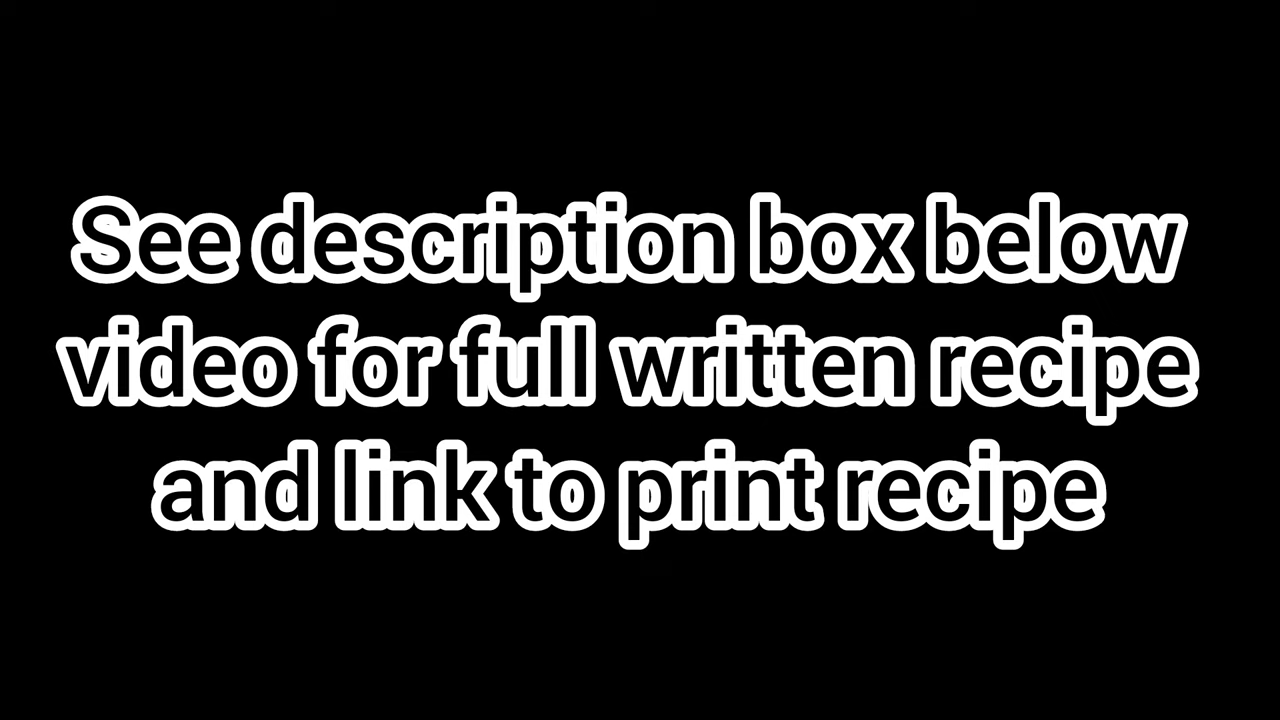 See description box below
video for full written recipe
and link to print recipe